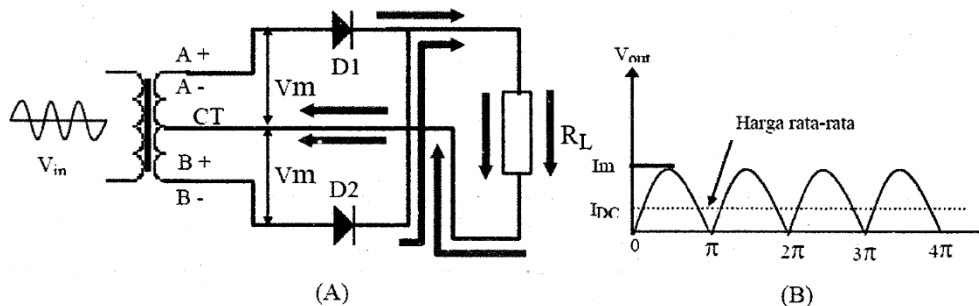 A +
A -
CT
B +
B -
V_in
D1
Vm
Vm
D2
R_L
(A)
V_out
Im
I_DC
Harga rata-rata
0 π 2π 3π 4π
(B)